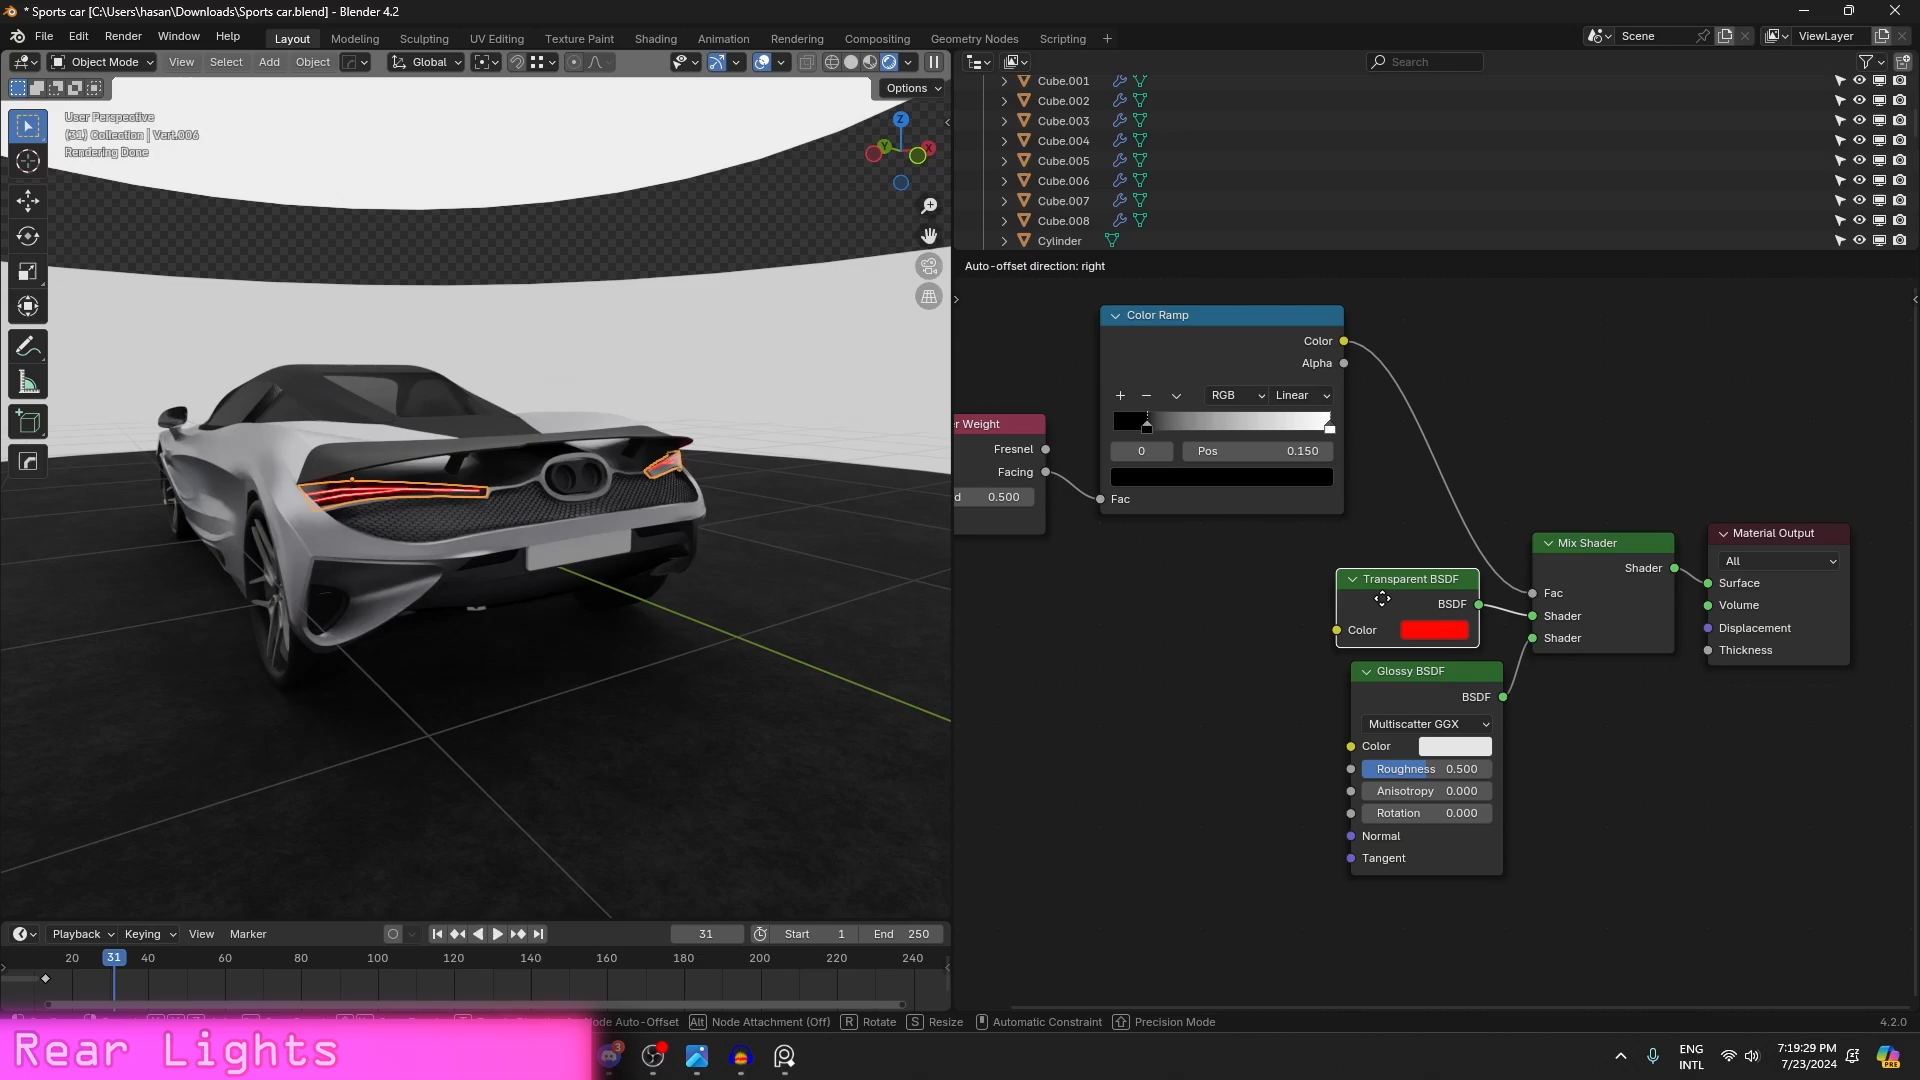 * Sports car [C:\Users\hasan\Downloads\Sports car.blend] - Blender 4.2
File Edit Render Window Help Layout Modeling Sculpting UV Editing Texture Paint Shading Animation Rendering Compositing Geometry Nodes Scripting + Scene ViewLayer
Object Mode View Select Add Object Global Search
Options
User Perspective
(31) Collection | Vert.006
Rendering Done
Z
Y
X
Cube.001
Cube.002
Cube.003
Cube.004
Cube.005
Cube.006
Cube.007
Cube.008
Cylinder
Auto-offset direction: right
Color Ramp
Color
Alpha
RGB Linear
0 Pos 0.150
Fac
er Weight
Fresnel
Facing
d 0.500
Transparent BSDF
BSDF
Color
Glossy BSDF
BSDF
Multiscatter GGX
Color
Roughness 0.500
Anisotropy 0.000
Rotation 0.000
Normal
Tangent
Mix Shader
Shader
Fac
Shader
Shader
Material Output
All
Surface
Volume
Displacement
Thickness
Playback Keying View Marker 31 Start 1 End 250
20 31 40 60 80 100 120 140 160 180 200 220 240
Node Auto-Offset Alt Node Attachment (Off) R Rotate S Resize Automatic Constraint Precision Mode 4.2.0
Rear Lights
3
ENG
INTL
7:19:29 PM
7/23/2024
PRE